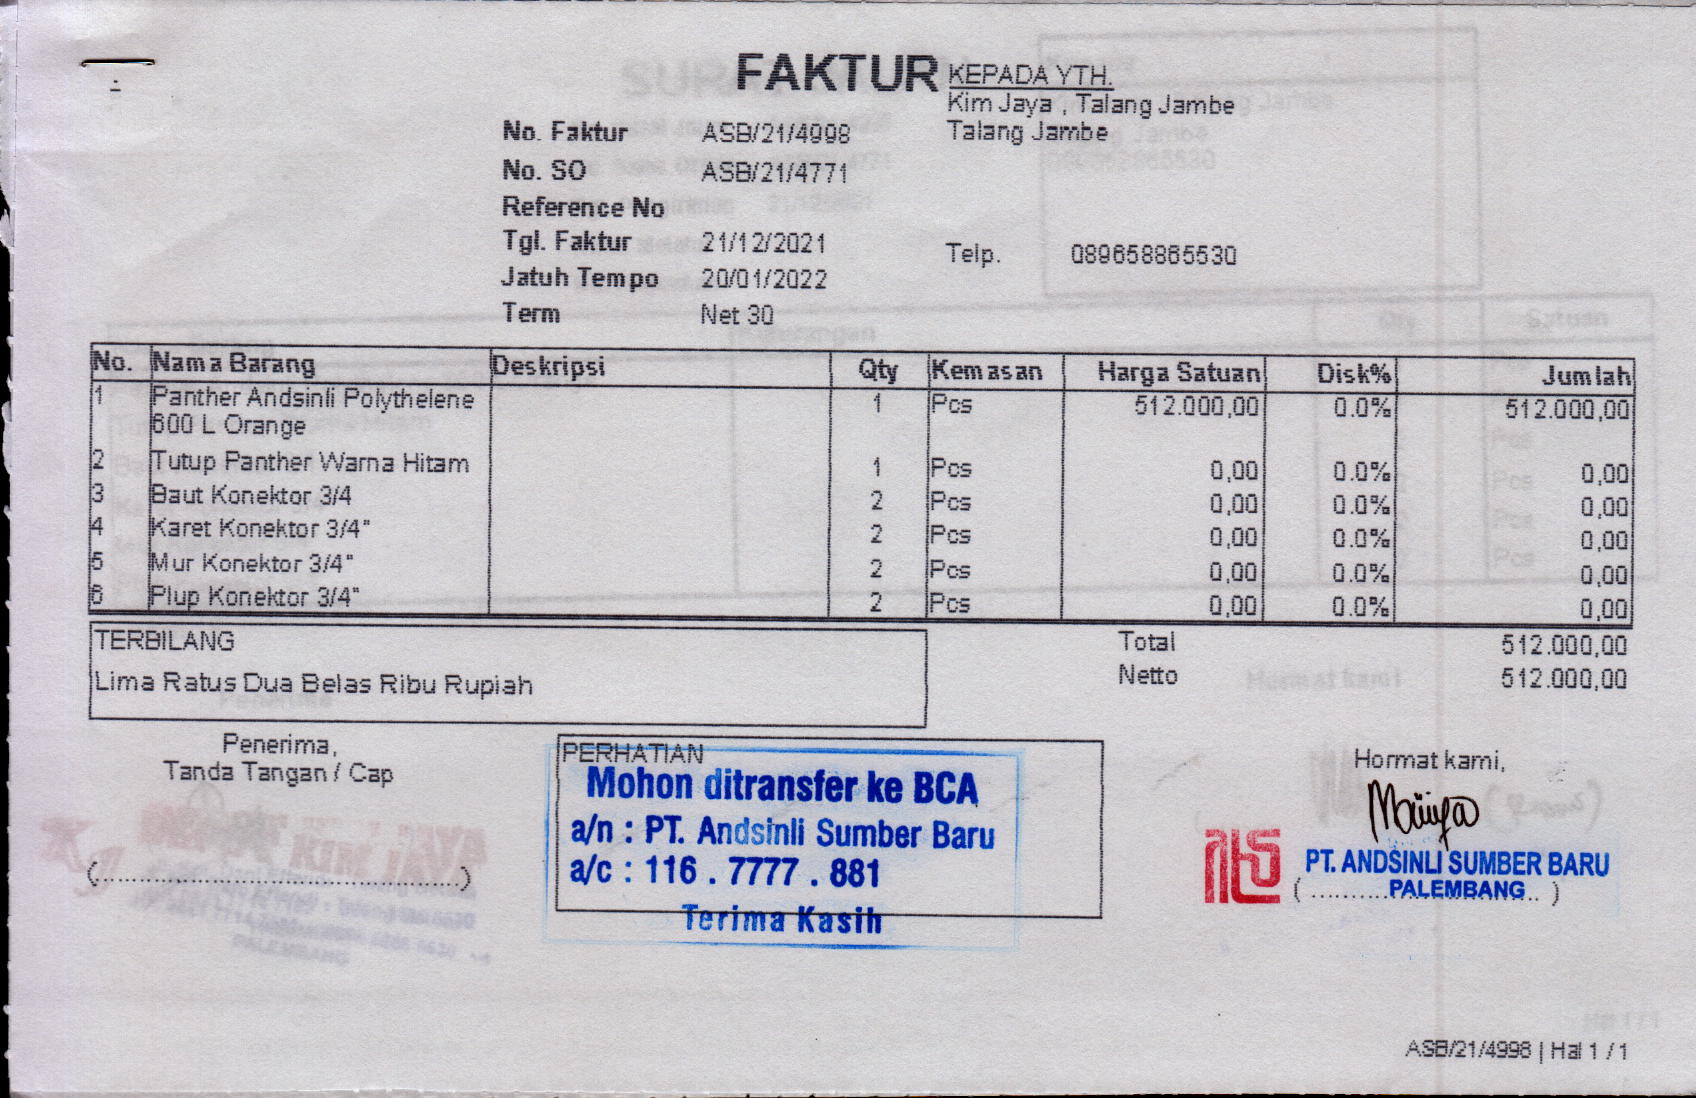 FAKTUR
KEPADA YTH.
Kim Jaya , Talang Jambe
Talang Jambe
No. Faktur ASB/21/4998
No. SO ASB/21/4771
Reference No
Tgl. Faktur 21/12/2021
Telp. 089658865530
Jatuh Tempo 20/01/2022
Term Net 30
No. Nama Barang Deskripsi Qty Kemasan Harga Satuan Disk% Jumlah
1 Panther Andsinli Polythelene 1 Pcs 512.000,00 0.0% 512.000,00
600 L Orange
2 Tutup Panther Warna Hitam 1 Pcs 0,00 0.0% 0,00
3 Baut Konektor 3/4 2 Pcs 0,00 0.0% 0,00
4 Karet Konektor 3/4" 2 Pcs 0,00 0.0% 0,00
5 Mur Konektor 3/4" 2 Pcs 0,00 0.0% 0,00
6 Plup Konektor 3/4" 2 Pcs 0,00 0.0% 0,00
TERBILANG
Lima Ratus Dua Belas Ribu Rupiah
Total 512.000,00
Netto 512.000,00
Penerima,
Tanda Tangan / Cap
(..........................................)
PERHATIAN
Mohon ditransfer ke BCA
a/n : PT. Andsinli Sumber Baru
a/c : 116 . 7777 . 881
Terima Kasih
Hormat kami,
PT. ANDSINLI SUMBER BARU
(..........PALEMBANG.. )
KIM JAYA
PALEMBANG
ASB/21/4998 | Hal 1 / 1